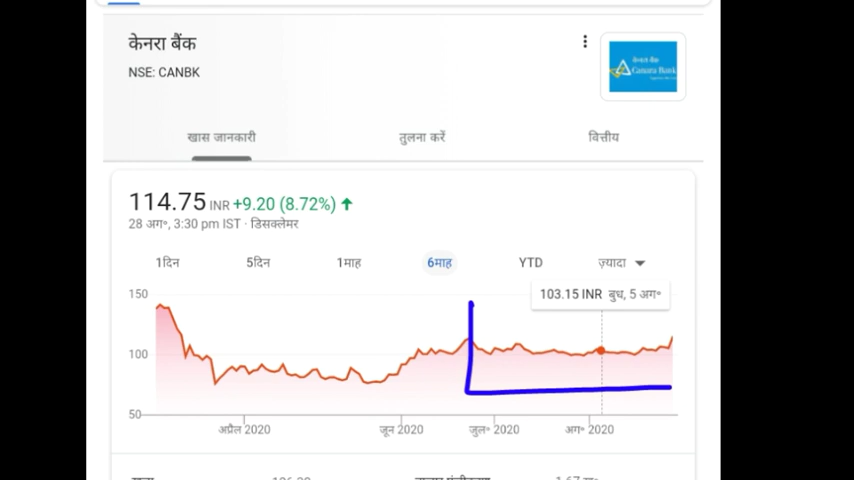 केनरा बैंक
NSE: CANBK
Canara Bank
खास जानकारी
तुलना करें
वित्तीय
114.75 INR +9.20 (8.72%)
28 अग॰, 3:30 pm IST · डिसक्लेमर
1दिन
5दिन
1माह
6माह
YTD
ज़्यादा
103.15 INR बुध, 5 अग॰
150
100
50
अप्रैल 2020
जून 2020
जुल॰ 2020
अग॰ 2020